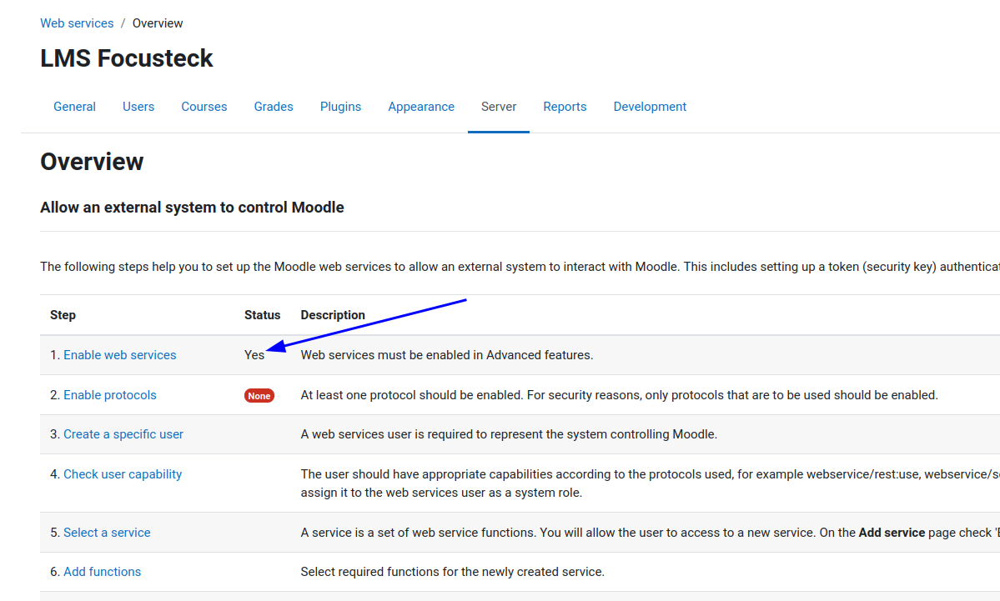 Web services / Overview
LMS Focusteck
General Users Courses Grades Plugins Appearance Server Reports Development
Overview
Allow an external system to control Moodle
The following steps help you to set up the Moodle web services to allow an external system to interact with Moodle. This includes setting up a token (security key)
Step Status Description
1. Enable web services Yes Web services must be enabled in Advanced features.
2. Enable protocols None At least one protocol should be enabled. For security reasons, only protocols that are to be used should be enabled.
3. Create a specific user A web services user is required to represent the system controlling Moodle.
4. Check user capability The user should have appropriate capabilities according to the protocols used, for example webservice/rest:use,
assign it to the web services user as a system role.
5. Select a service A service is a set of web service functions. You will allow the user to access to a new service. On the Add service page check
6. Add functions Select required functions for the newly created service.